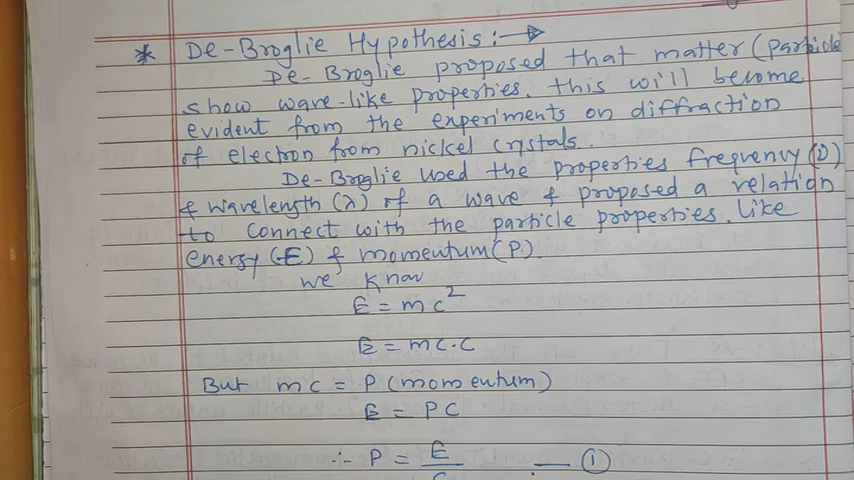 * De-Broglie Hypothesis :→
De-Broglie proposed that matter (particle
show wave-like properties. this will become
evident from the experiments on diffraction
of electron from nickel crystals.
De-Broglie used the properties frequency (υ)
& wavelength (λ) of a wave & proposed a relation
to connect with the particle properties. like
energy (E) & momentum (P).
we know
E = mc²
E = mc.c
But mc = P (momentum)
E = PC
∴ P = E/C — ①